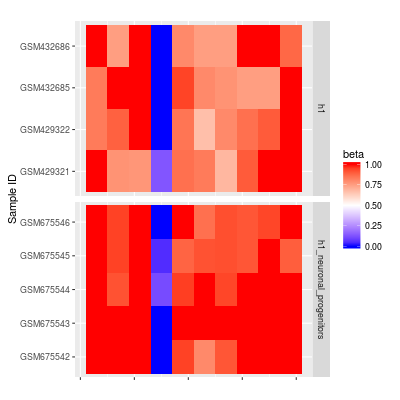 GSM432686
GSM432685
GSM429322
GSM429321
h1
GSM675546
GSM675545
GSM675544
GSM675543
GSM675542
h1_neuronal_progenitors
Sample ID
beta
1.00
0.75
0.50
0.25
0.00